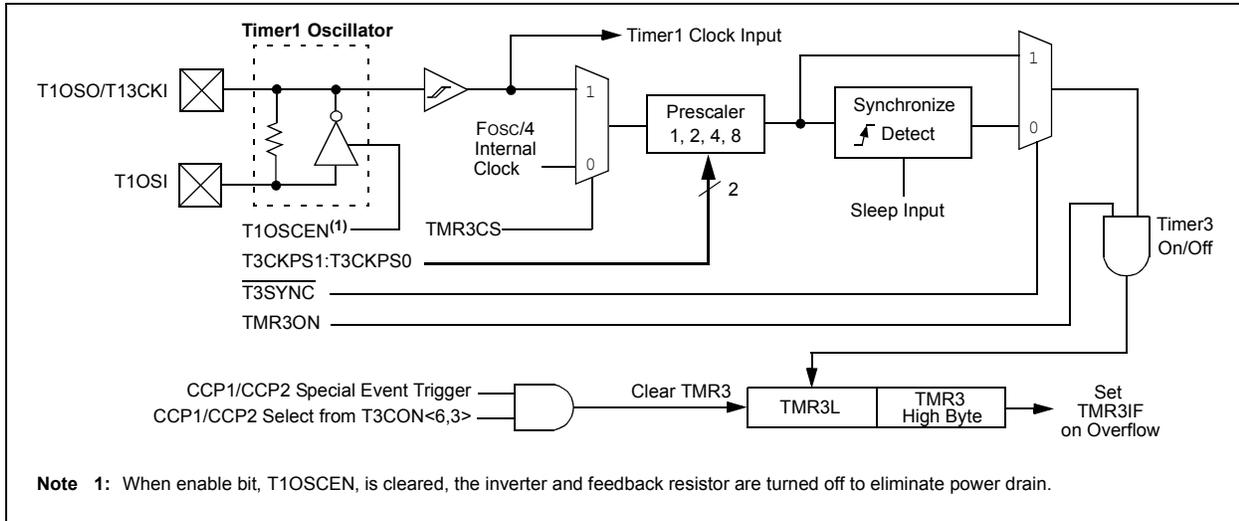 Timer1 Oscillator
Timer1 Clock Input
T1OSO/T13CKI
1
FOSC/4
Internal
Clock
0
Prescaler
1, 2, 4, 8
2
Synchronize
Detect
1
0
Sleep Input
T1OSI
T1OSCEN(1)
TMR3CS
T3CKPS1:T3CKPS0
T3SYNC
TMR3ON
Timer3
On/Off
CCP1/CCP2 Special Event Trigger
CCP1/CCP2 Select from T3CON<6,3>
Clear TMR3
TMR3L
TMR3
High Byte
Set
TMR3IF
on Overflow
Note 1: When enable bit, T1OSCEN, is cleared, the inverter and feedback resistor are turned off to eliminate power drain.